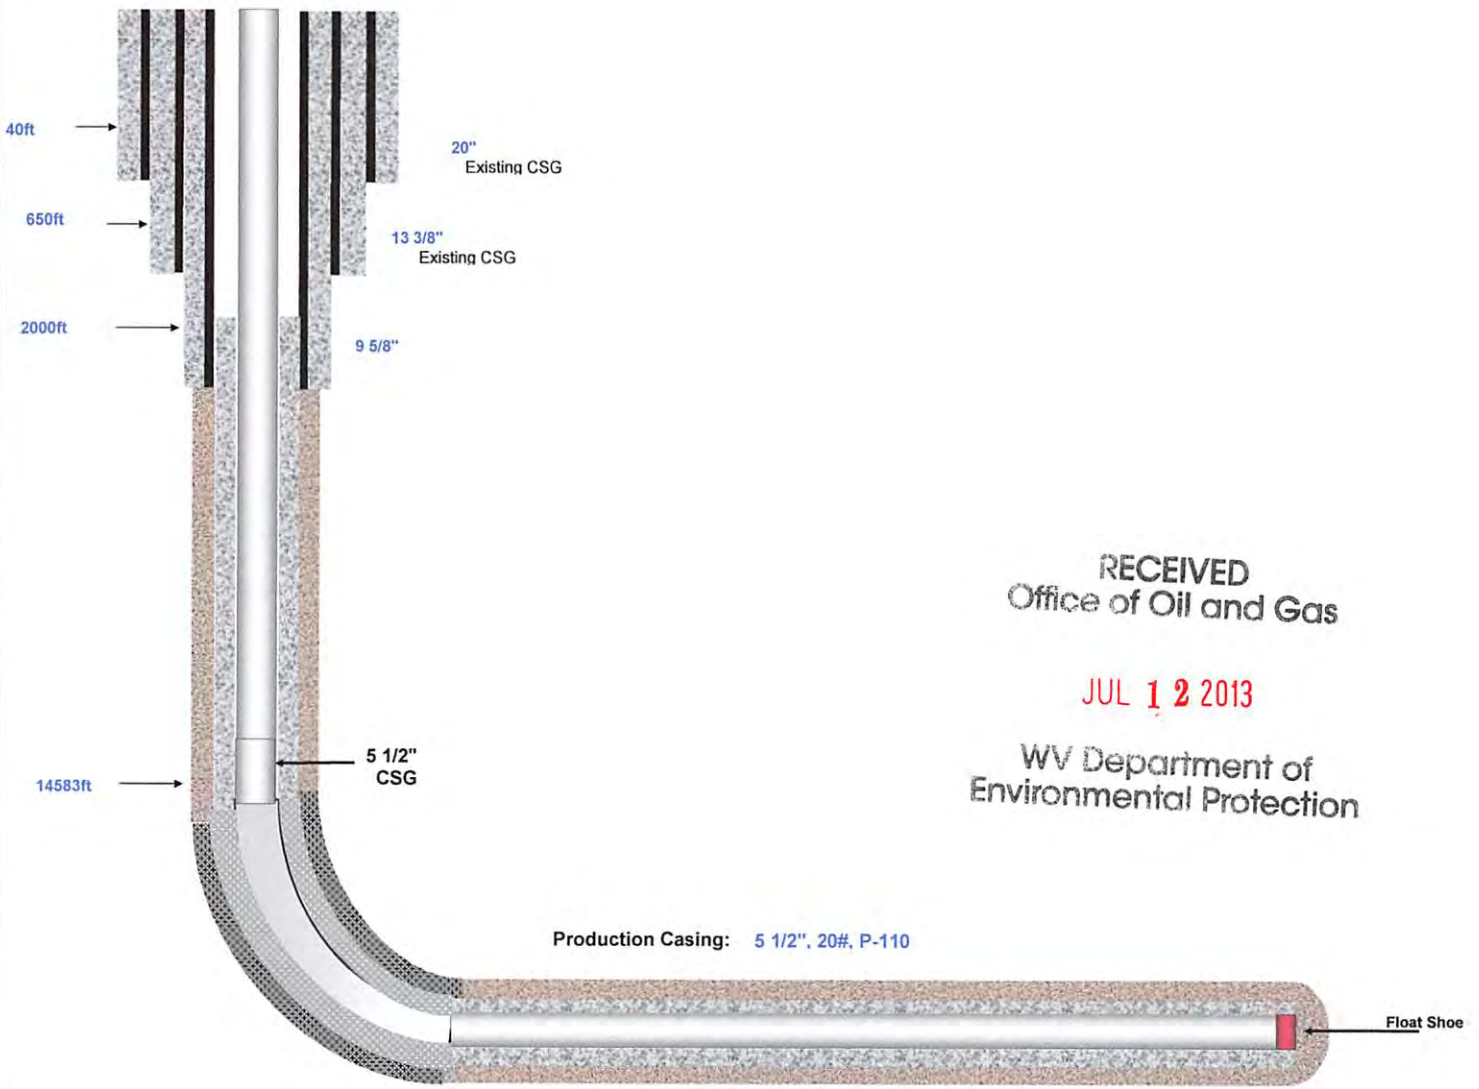 40ft
20"
Existing CSG
650ft
13 3/8"
Existing CSG
2000ft
9 5/8"
RECEIVED
Office of Oil and Gas
JUL 12 2013
WV Department of
Environmental Protection
5 1/2"
CSG
14583ft
Production Casing: 5 1/2", 20#, P-110
Float Shoe